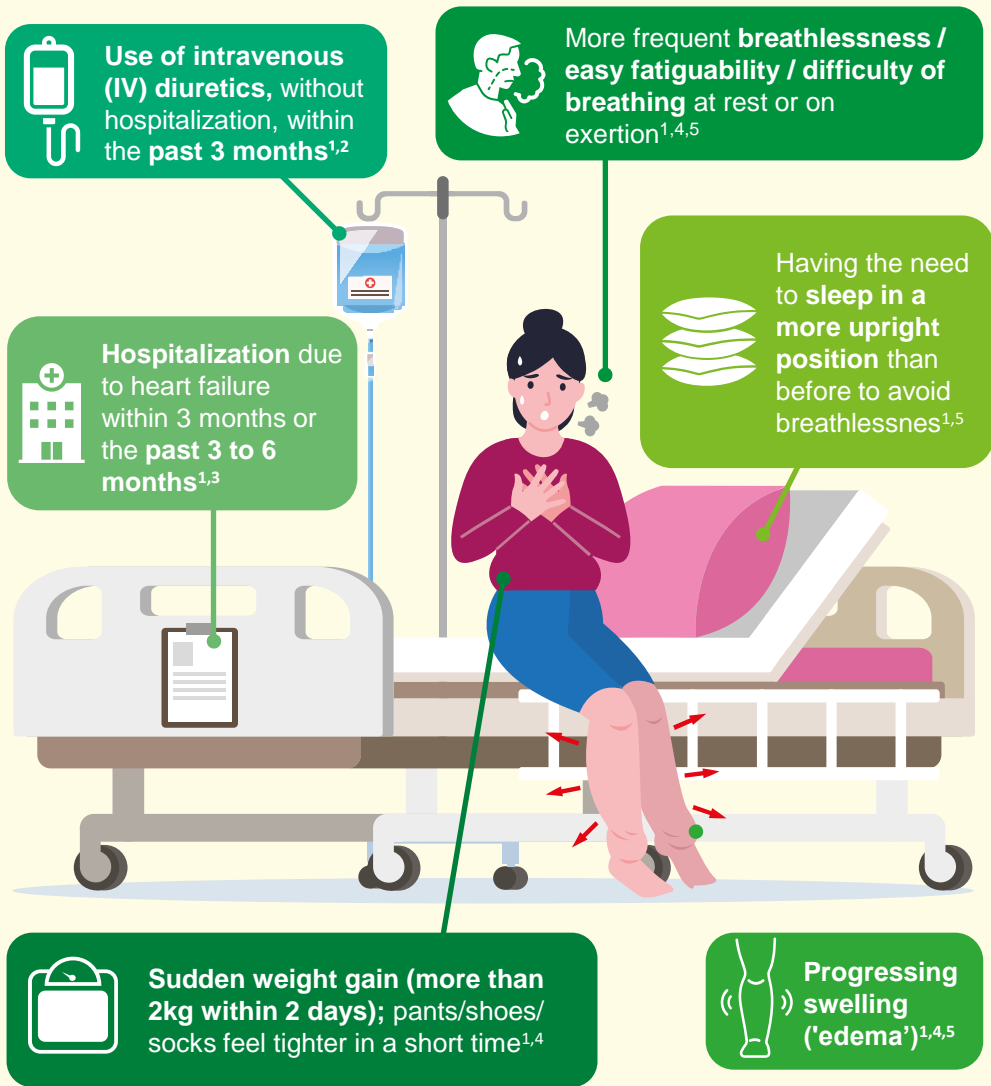 Use of intravenous
(IV) diuretics, without
hospitalization, within
the past 3 months1,2
More frequent breathlessness /
easy fatiguability / difficulty of
breathing at rest or on
exertion1,4,5
Having the need
to sleep in a
more upright
position than
before to avoid
breathlessnes1,5
Hospitalization due
to heart failure
within 3 months or
the past 3 to 6
months1,3
Sudden weight gain (more than
2kg within 2 days); pants/shoes/
socks feel tighter in a short time1,4
Progressing
swelling
('edema’)1,4,5